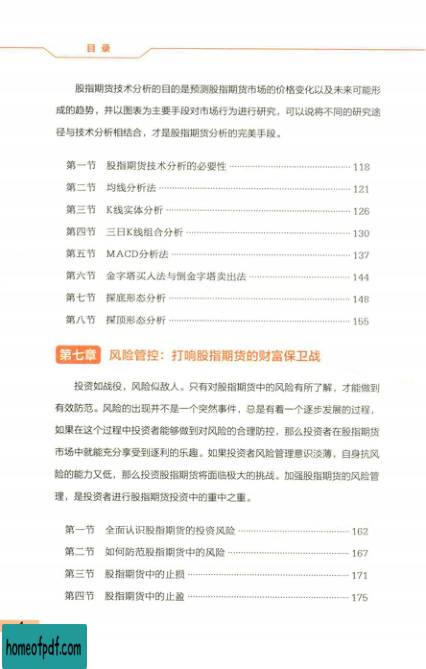 目 录
股指期货技术分析的目的是预测股指期货市场的价格变化以及未来可能形
成的趋势，并以图表为主要手段对市场行为进行研究，可以说将不同的研究途
径与技术分析相结合，才是股指期货分析的完美手段。
第一节 股指期货技术分析的必要性 118
第二节 均线分析法 121
第三节 K线实体分析 126
第四节 三日K线组合分析 130
第五节 MACD分析法 137
第六节 金字塔买入法与倒金字塔卖出法 144
第七节 探底形态分析 148
第八节 探顶形态分析 155
第七章 风险管控：打响股指期货的财富保卫战
投资如战役，风险似敌人。只有对股指期货中的风险有所了解，才能做到
有效防范。风险的出现并不是一个突然事件，总是有着一个逐步发展的过程，
如果在这个过程中投资者能够做到对风险的合理防控，那么投资者在股指期货
市场中就能充分享受到逐利的乐趣。如果投资者风险管理意识淡薄，自身抗风
险的能力又低，那么投资股指期货将面临极大的挑战。加强股指期货的风险管
理，是投资者进行股指期货投资中的重中之重。
第一节 全面认识股指期货的投资风险 162
第二节 如何防范股指期货中的风险 167
第三节 股指期货中的止损 171
第四节 股指期货中的止盈 175
homeofpdf.com